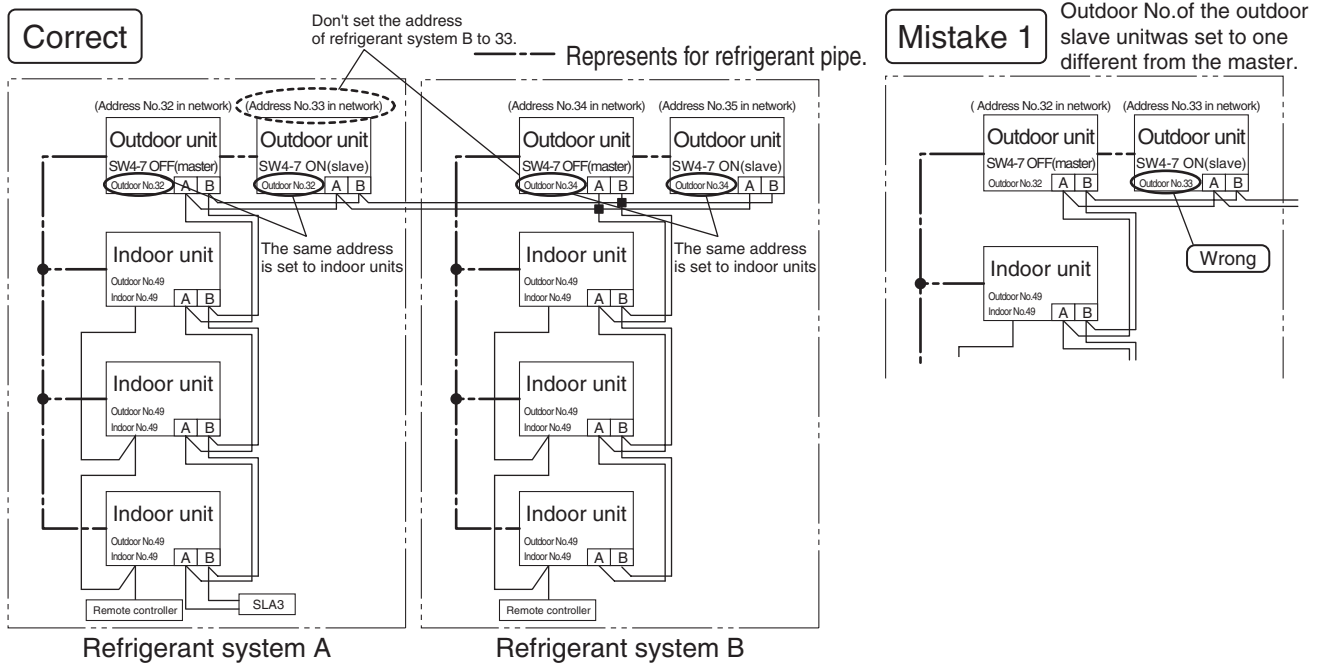 Correct
Don't set the address
of refrigerant system B to 33.
Represents for refrigerant pipe.
(Address No.32 in network)
(Address No.33 in network)
Outdoor unit
SW4-7 OFF(master)
Outdoor No.32
A B
Outdoor unit
SW4-7 ON(slave)
Outdoor No.32
A B
The same address
is set to indoor units
Indoor unit
Outdoor No.49
Indoor No.49
A B
Indoor unit
Outdoor No.49
Indoor No.49
A B
Indoor unit
Outdoor No.49
Indoor No.49
A B
Remote controller
SLA3
Refrigerant system A
(Address No.34 in network)
(Address No.35 in network)
Outdoor unit
SW4-7 OFF(master)
Outdoor No.34
A B
Outdoor unit
SW4-7 ON(slave)
Outdoor No.34
A B
The same address
is set to indoor units
Indoor unit
Outdoor No.49
Indoor No.49
A B
Indoor unit
Outdoor No.49
Indoor No.49
A B
Indoor unit
Outdoor No.49
Indoor No.49
A B
Remote controller
Refrigerant system B
Mistake 1
Outdoor No.of the outdoor
slave unitwas set to one
different from the master.
( Address No.32 in network)
(Address No.33 in network)
Outdoor unit
SW4-7 OFF(master)
Outdoor No.32
A B
Outdoor unit
SW4-7 ON(slave)
Outdoor No.33
A B
Wrong
Indoor unit
Outdoor No.49
Indoor No.49
A B